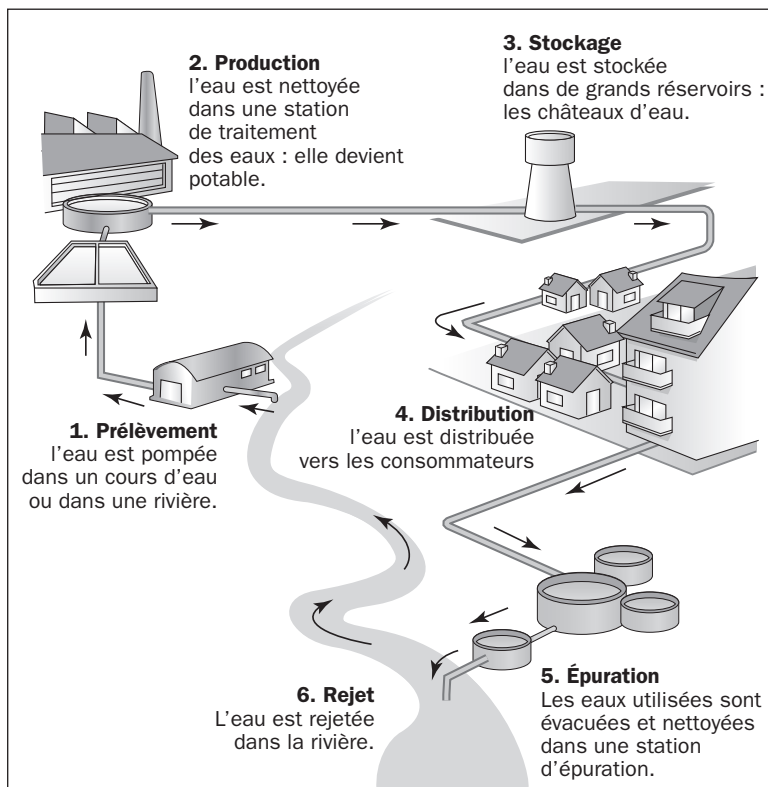 2. Production
l'eau est nettoyée
dans une station
de traitement
des eaux : elle devient
potable.
3. Stockage
l'eau est stockée
dans de grands réservoirs :
les châteaux d'eau.
1. Prélèvement
l'eau est pompée
dans un cours d'eau
ou dans une rivière.
4. Distribution
l'eau est distribuée
vers les consommateurs
5. Épuration
Les eaux utilisées sont
évacuées et nettoyées
dans une station
d'épuration.
6. Rejet
L'eau est rejetée
dans la rivière.